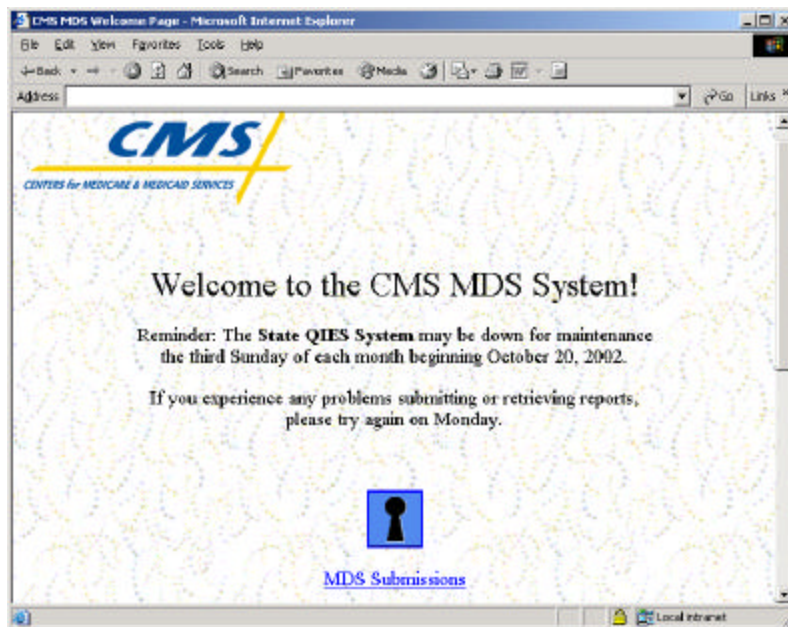 CMS MDS Welcome Page - Microsoft Internet Explorer
File Edit View Favorites Tools Help
Back Search Favorites Media
Address Go Links »
CMS
CENTERS for MEDICARE & MEDICAID SERVICES
Welcome to the CMS MDS System!
Reminder: The State QIES System may be down for maintenance
the third Sunday of each month beginning October 20, 2002.
If you experience any problems submitting or retrieving reports,
please try again on Monday.
MDS Submissions
Local intranet